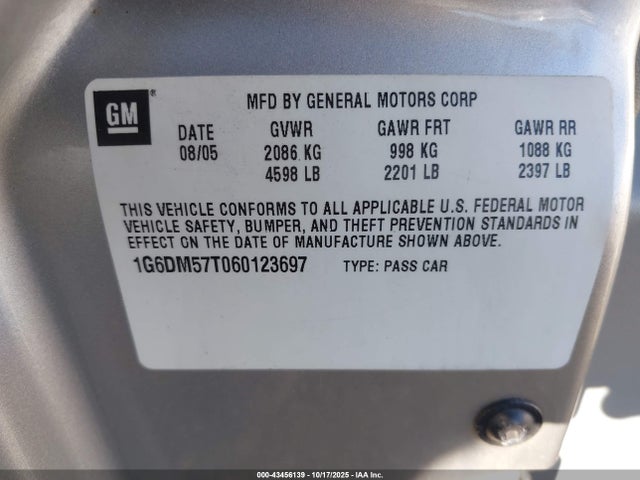 GM®
MFD BY GENERAL MOTORS CORP
DATE GVWR GAWR FRT GAWR RR
08/05 2086 KG 998 KG 1088 KG
4598 LB 2201 LB 2397 LB
THIS VEHICLE CONFORMS TO ALL APPLICABLE U.S. FEDERAL MOTOR
VEHICLE SAFETY, BUMPER, AND THEFT PREVENTION STANDARDS IN
EFFECT ON THE DATE OF MANUFACTURE SHOWN ABOVE.
1G6DM57T060123697 TYPE: PASS CAR
000-43456139 - 10/17/2025 - IAA Inc.